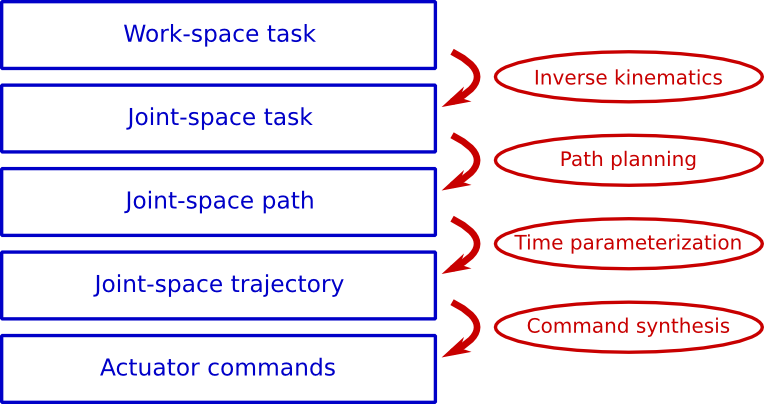 Work-space task
Inverse kinematics
Joint-space task
Path planning
Joint-space path
Time parameterization
Joint-space trajectory
Command synthesis
Actuator commands